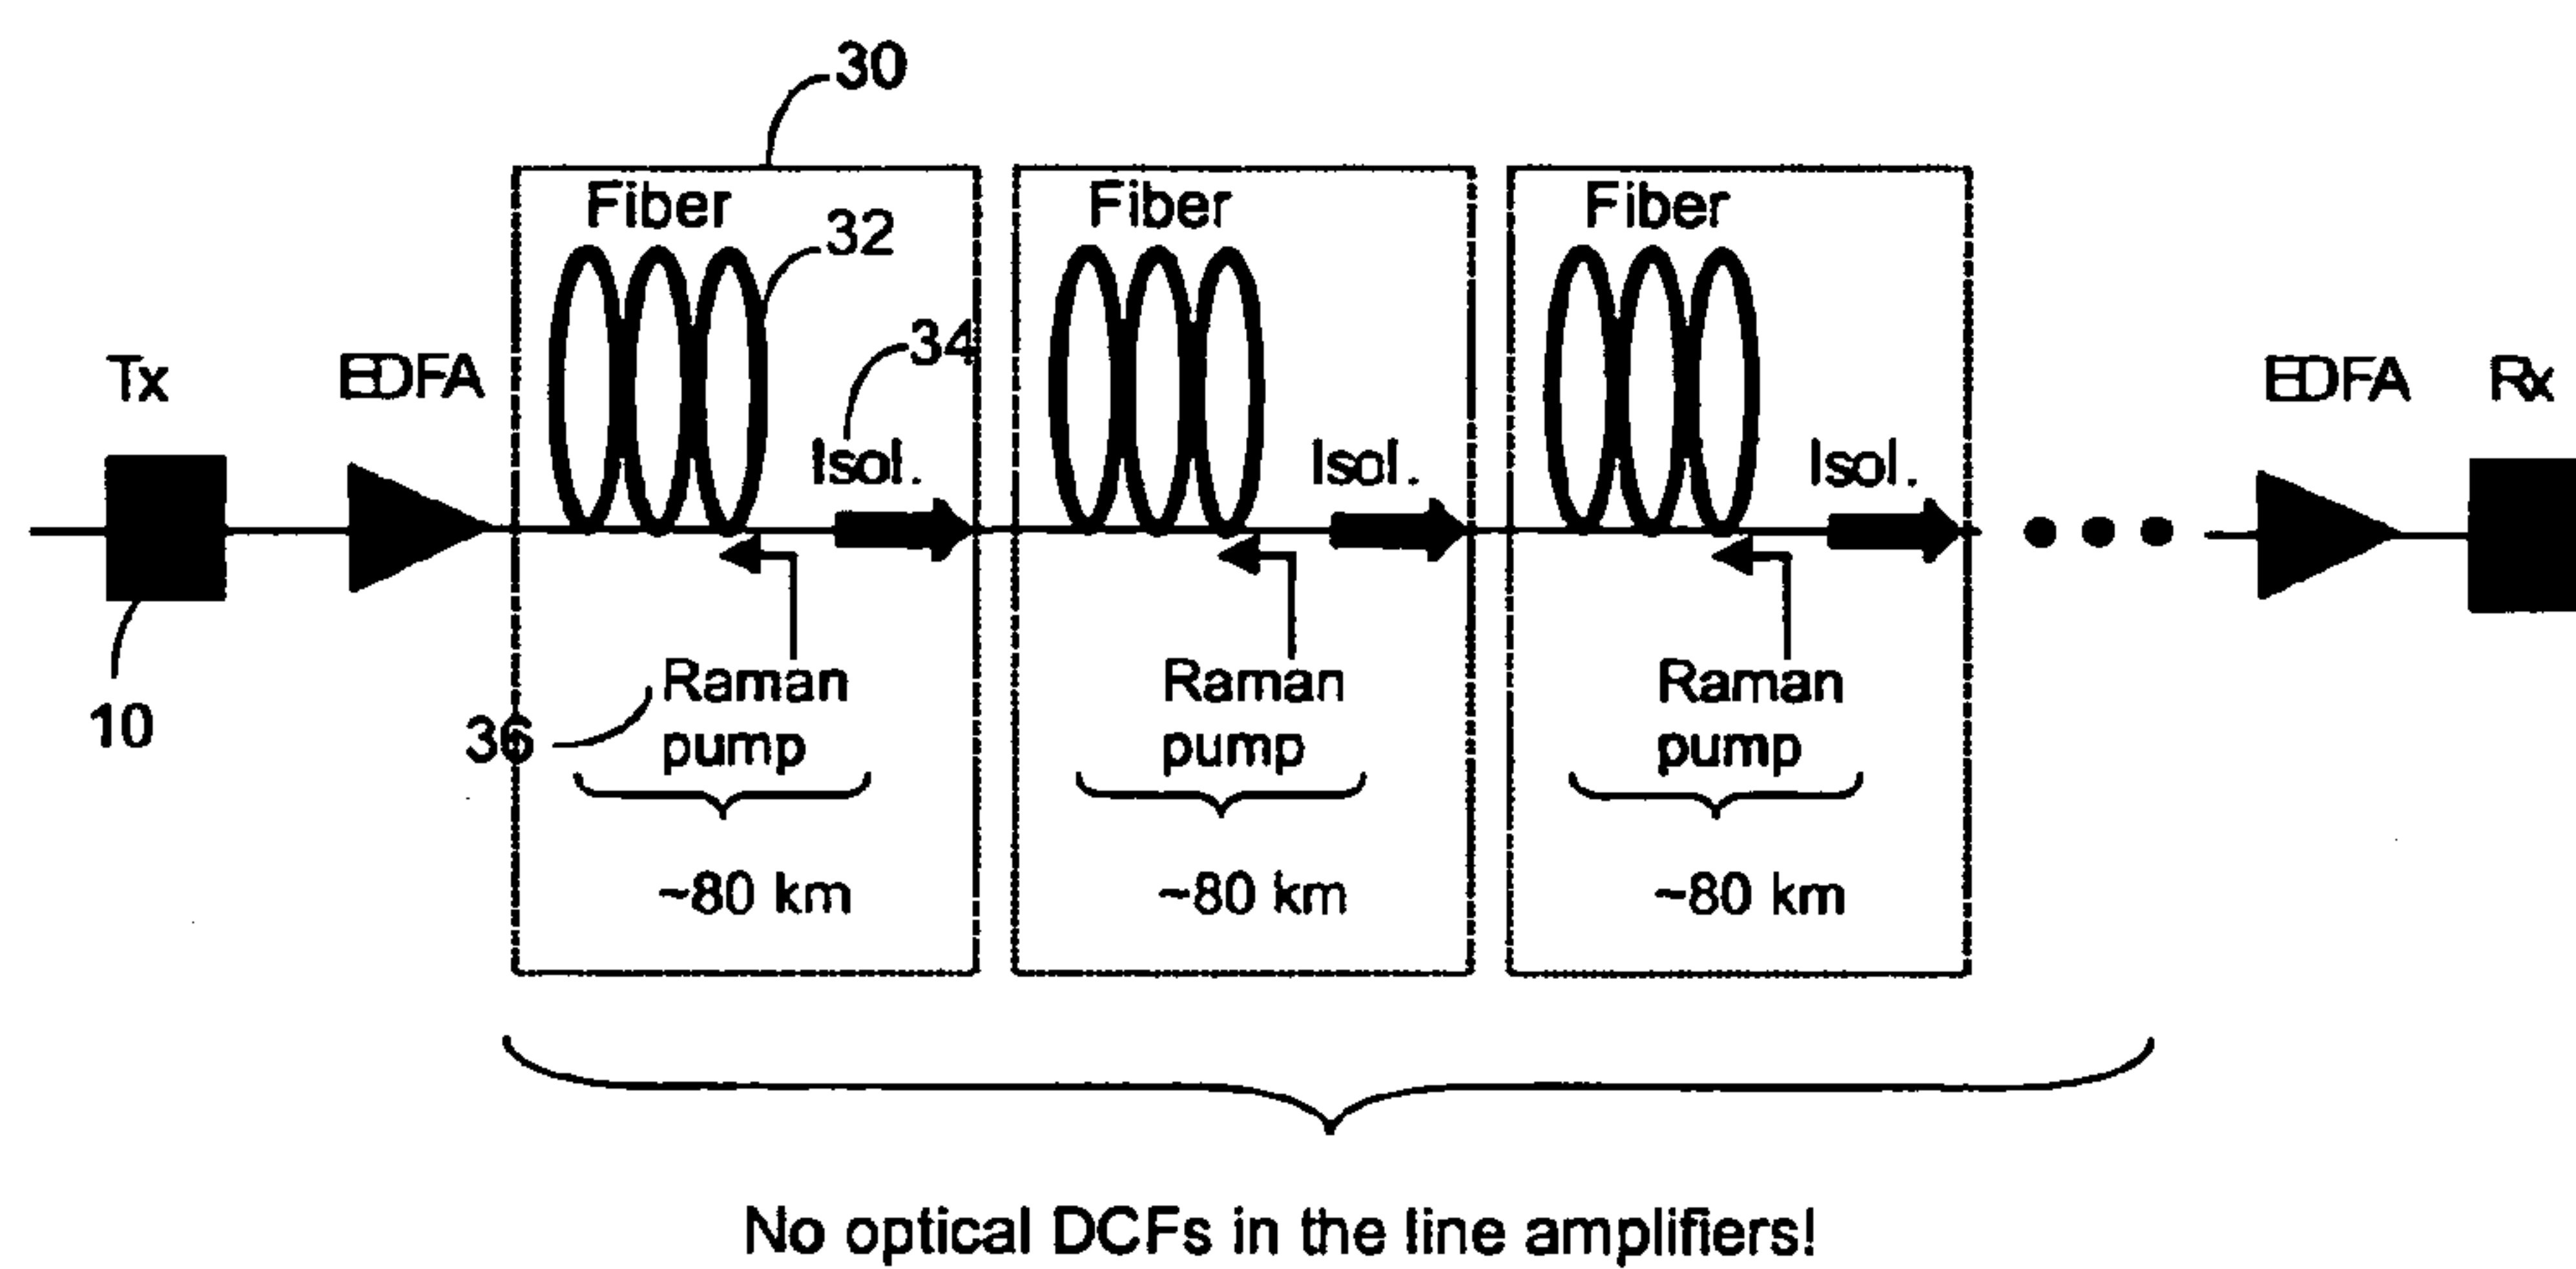 30
Fiber
Fiber
Fiber
32
34
Tx
EDFA
EDFA
Rx
Isol.
Isol.
Isol.
10
36
Raman
pump
Raman
pump
Raman
pump
~80 km
~80 km
~80 km
No optical DCFs in the line amplifiers!